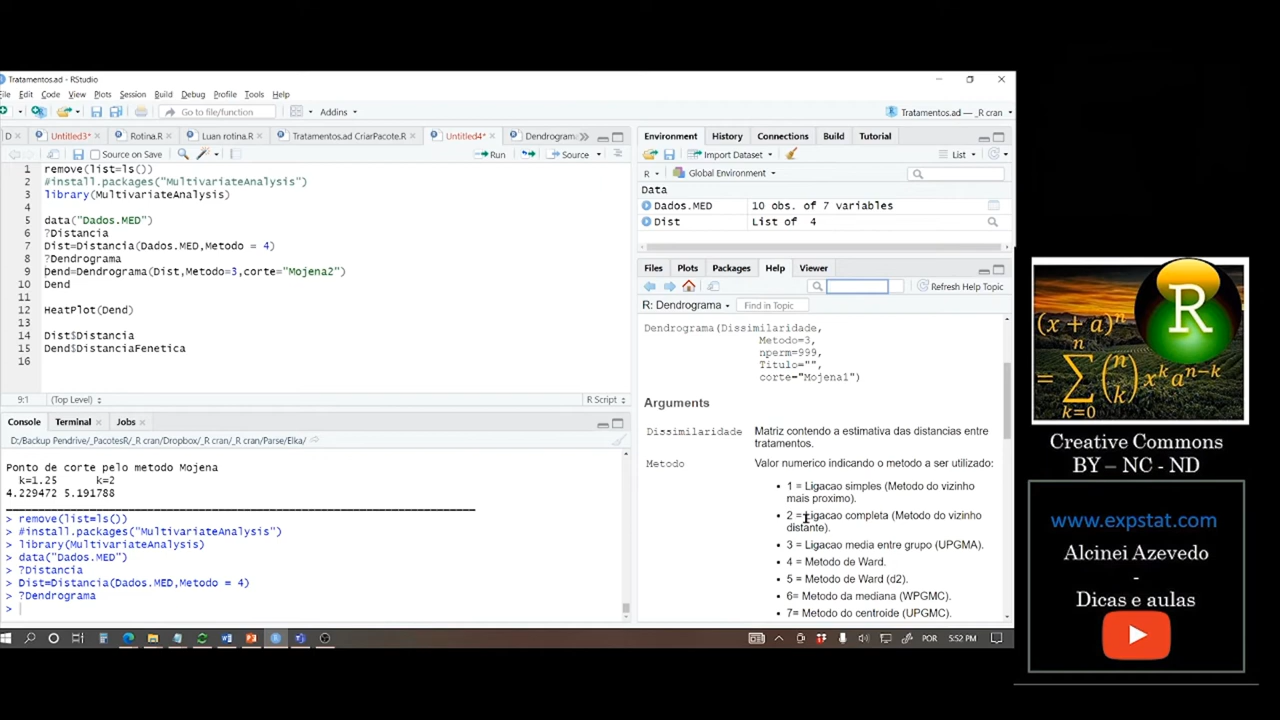 Tratamentos.ad - RStudio
File Edit Code View Plots Session Build Debug Profile Tools Help
Go to file/function Addins Tratamentos.ad — _R cran
D Untitled3* Rotina.R Luan rotina.R Tratamentos.ad CriarPacote.R Untitled4* Dendrogram
Source on Save Run Source
1 remove(list=ls())
2 #install.packages("MultivariateAnalysis")
3 library(MultivariateAnalysis)
4
5 data("Dados.MED")
6 ?Distancia
7 Dist=Distancia(Dados.MED,Metodo = 4)
8 ?Dendrograma
9 Dend=Dendrograma(Dist,Metodo=3,corte="Mojena2")
10 Dend
11
12 HeatPlot(Dend)
13
14 Dist$Distancia
15 Dend$DistanciaFenetica
16
9:1 (Top Level) R Script
Console Terminal Jobs
D:/Backup Pendrive/_PacotesR/_R cran/Dropbox/_R cran/_R cran/Parse/Elka/
Ponto de corte pelo metodo Mojena
k=1.25 k=2
4.229472 5.191788
> remove(list=ls())
> #install.packages("MultivariateAnalysis")
> library(MultivariateAnalysis)
> data("Dados.MED")
> ?Distancia
> Dist=Distancia(Dados.MED,Metodo = 4)
> ?Dendrograma
>
Environment History Connections Build Tutorial
Import Dataset List
R Global Environment
Data
Dados.MED 10 obs. of 7 variables
Dist List of 4
Files Plots Packages Help Viewer
Refresh Help Topic
R: Dendrograma Find in Topic
Dendrograma(Dissimilaridade,
Metodo=3,
nperm=999,
Titulo="",
corte="Mojena1")
Arguments
Dissimilaridade Matriz contendo a estimativa das distancias entre
tratamentos.
Metodo Valor numerico indicando o metodo a ser utilizado:
• 1 = Ligacao simples (Metodo do vizinho
mais proximo).
• 2 = Ligacao completa (Metodo do vizinho
distante).
• 3 = Ligacao media entre grupo (UPGMA).
• 4 = Metodo de Ward.
• 5 = Metodo de Ward (d2).
• 6= Metodo da mediana (WPGMC).
• 7= Metodo do centroide (UPGMC).
POR 5:52 PM
R
(x + a)^n
= ∑ n k=0 (n k) x^k a^(n−k)
Creative Commons
BY – NC - ND
www.expstat.com
Alcinei Azevedo
-
Dicas e aulas